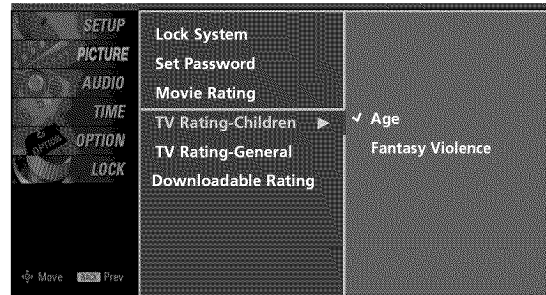 SETUP
PICTURE
AUDIO
TIME
OPTION
LOCK
Move BACK Prev
Lock System
Set Password
Movie Rating
TV Rating-Children ▶
TV Rating-General
Downloadable Rating
✓ Age
Fantasy Violence